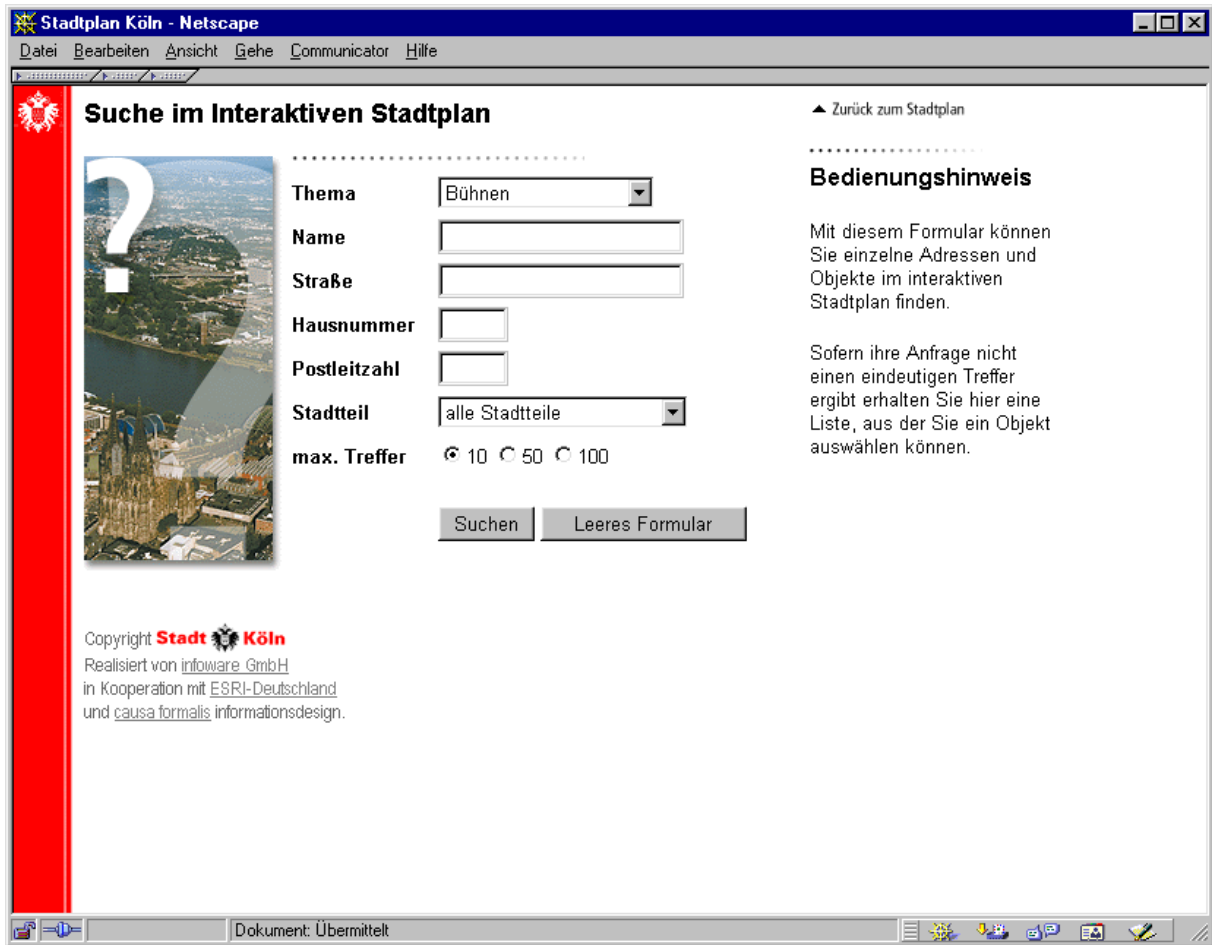 Stadtplan Köln - Netscape
Datei Bearbeiten Ansicht Gehe Communicator Hilfe
Suche im Interaktiven Stadtplan
Thema Bühnen
Name
Straße
Hausnummer
Postleitzahl
Stadtteil alle Stadtteile
max. Treffer 10 50 100
Suchen Leeres Formular
Zurück zum Stadtplan
Bedienungshinweis
Mit diesem Formular können
Sie einzelne Adressen und
Objekte im interaktiven
Stadtplan finden.
Sofern ihre Anfrage nicht
einen eindeutigen Treffer
ergibt erhalten Sie hier eine
Liste, aus der Sie ein Objekt
auswählen können.
Copyright Stadt Köln
Realisiert von infoware GmbH
in Kooperation mit ESRI-Deutschland
und causa formalis informationsdesign.
Dokument: Übermittelt